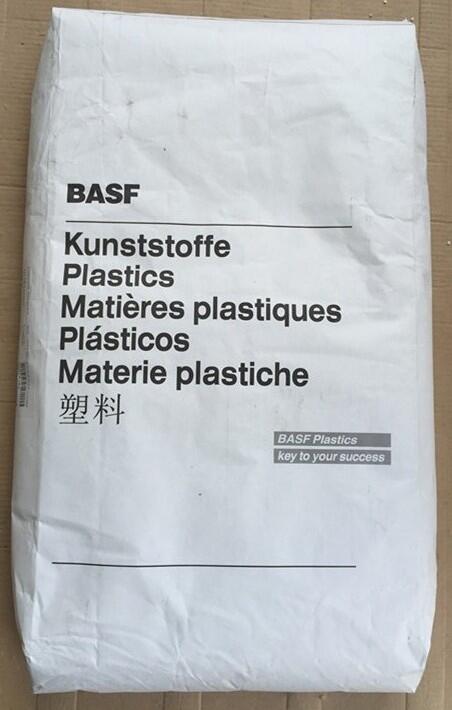 BASF
Kunststoffe
Plastics
Matières plastiques
Plásticos
Materie plastiche
塑料
BASF Plastics
key to your success